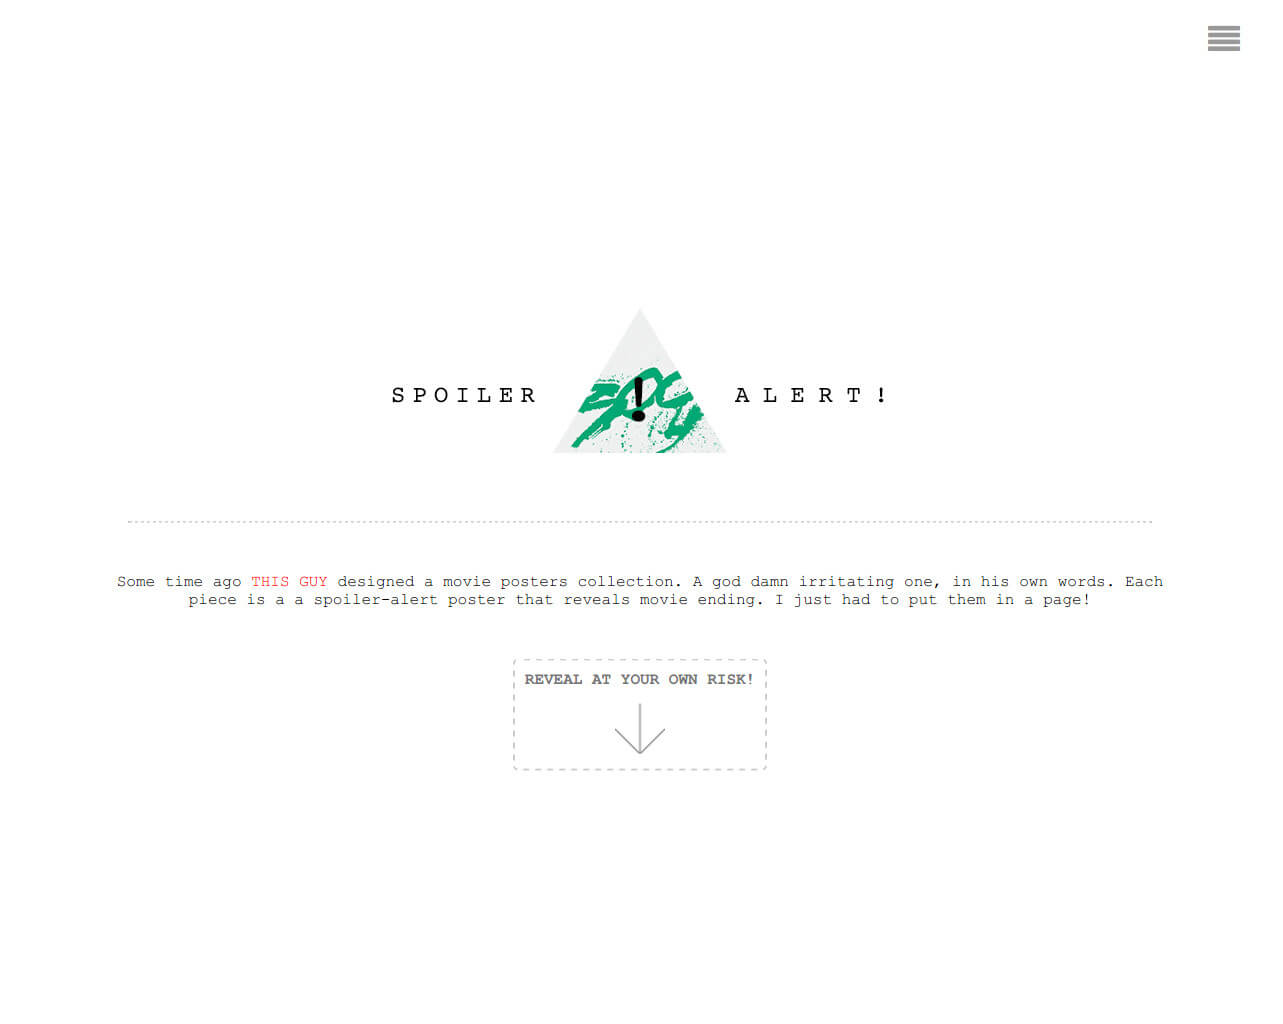 SPOILER ! ALERT!
Some time ago THIS GUY designed a movie posters collection. A god damn irritating one, in his own words. Each
piece is a a spoiler-alert poster that reveals movie ending. I just had to put them in a page!
REVEAL AT YOUR OWN RISK!